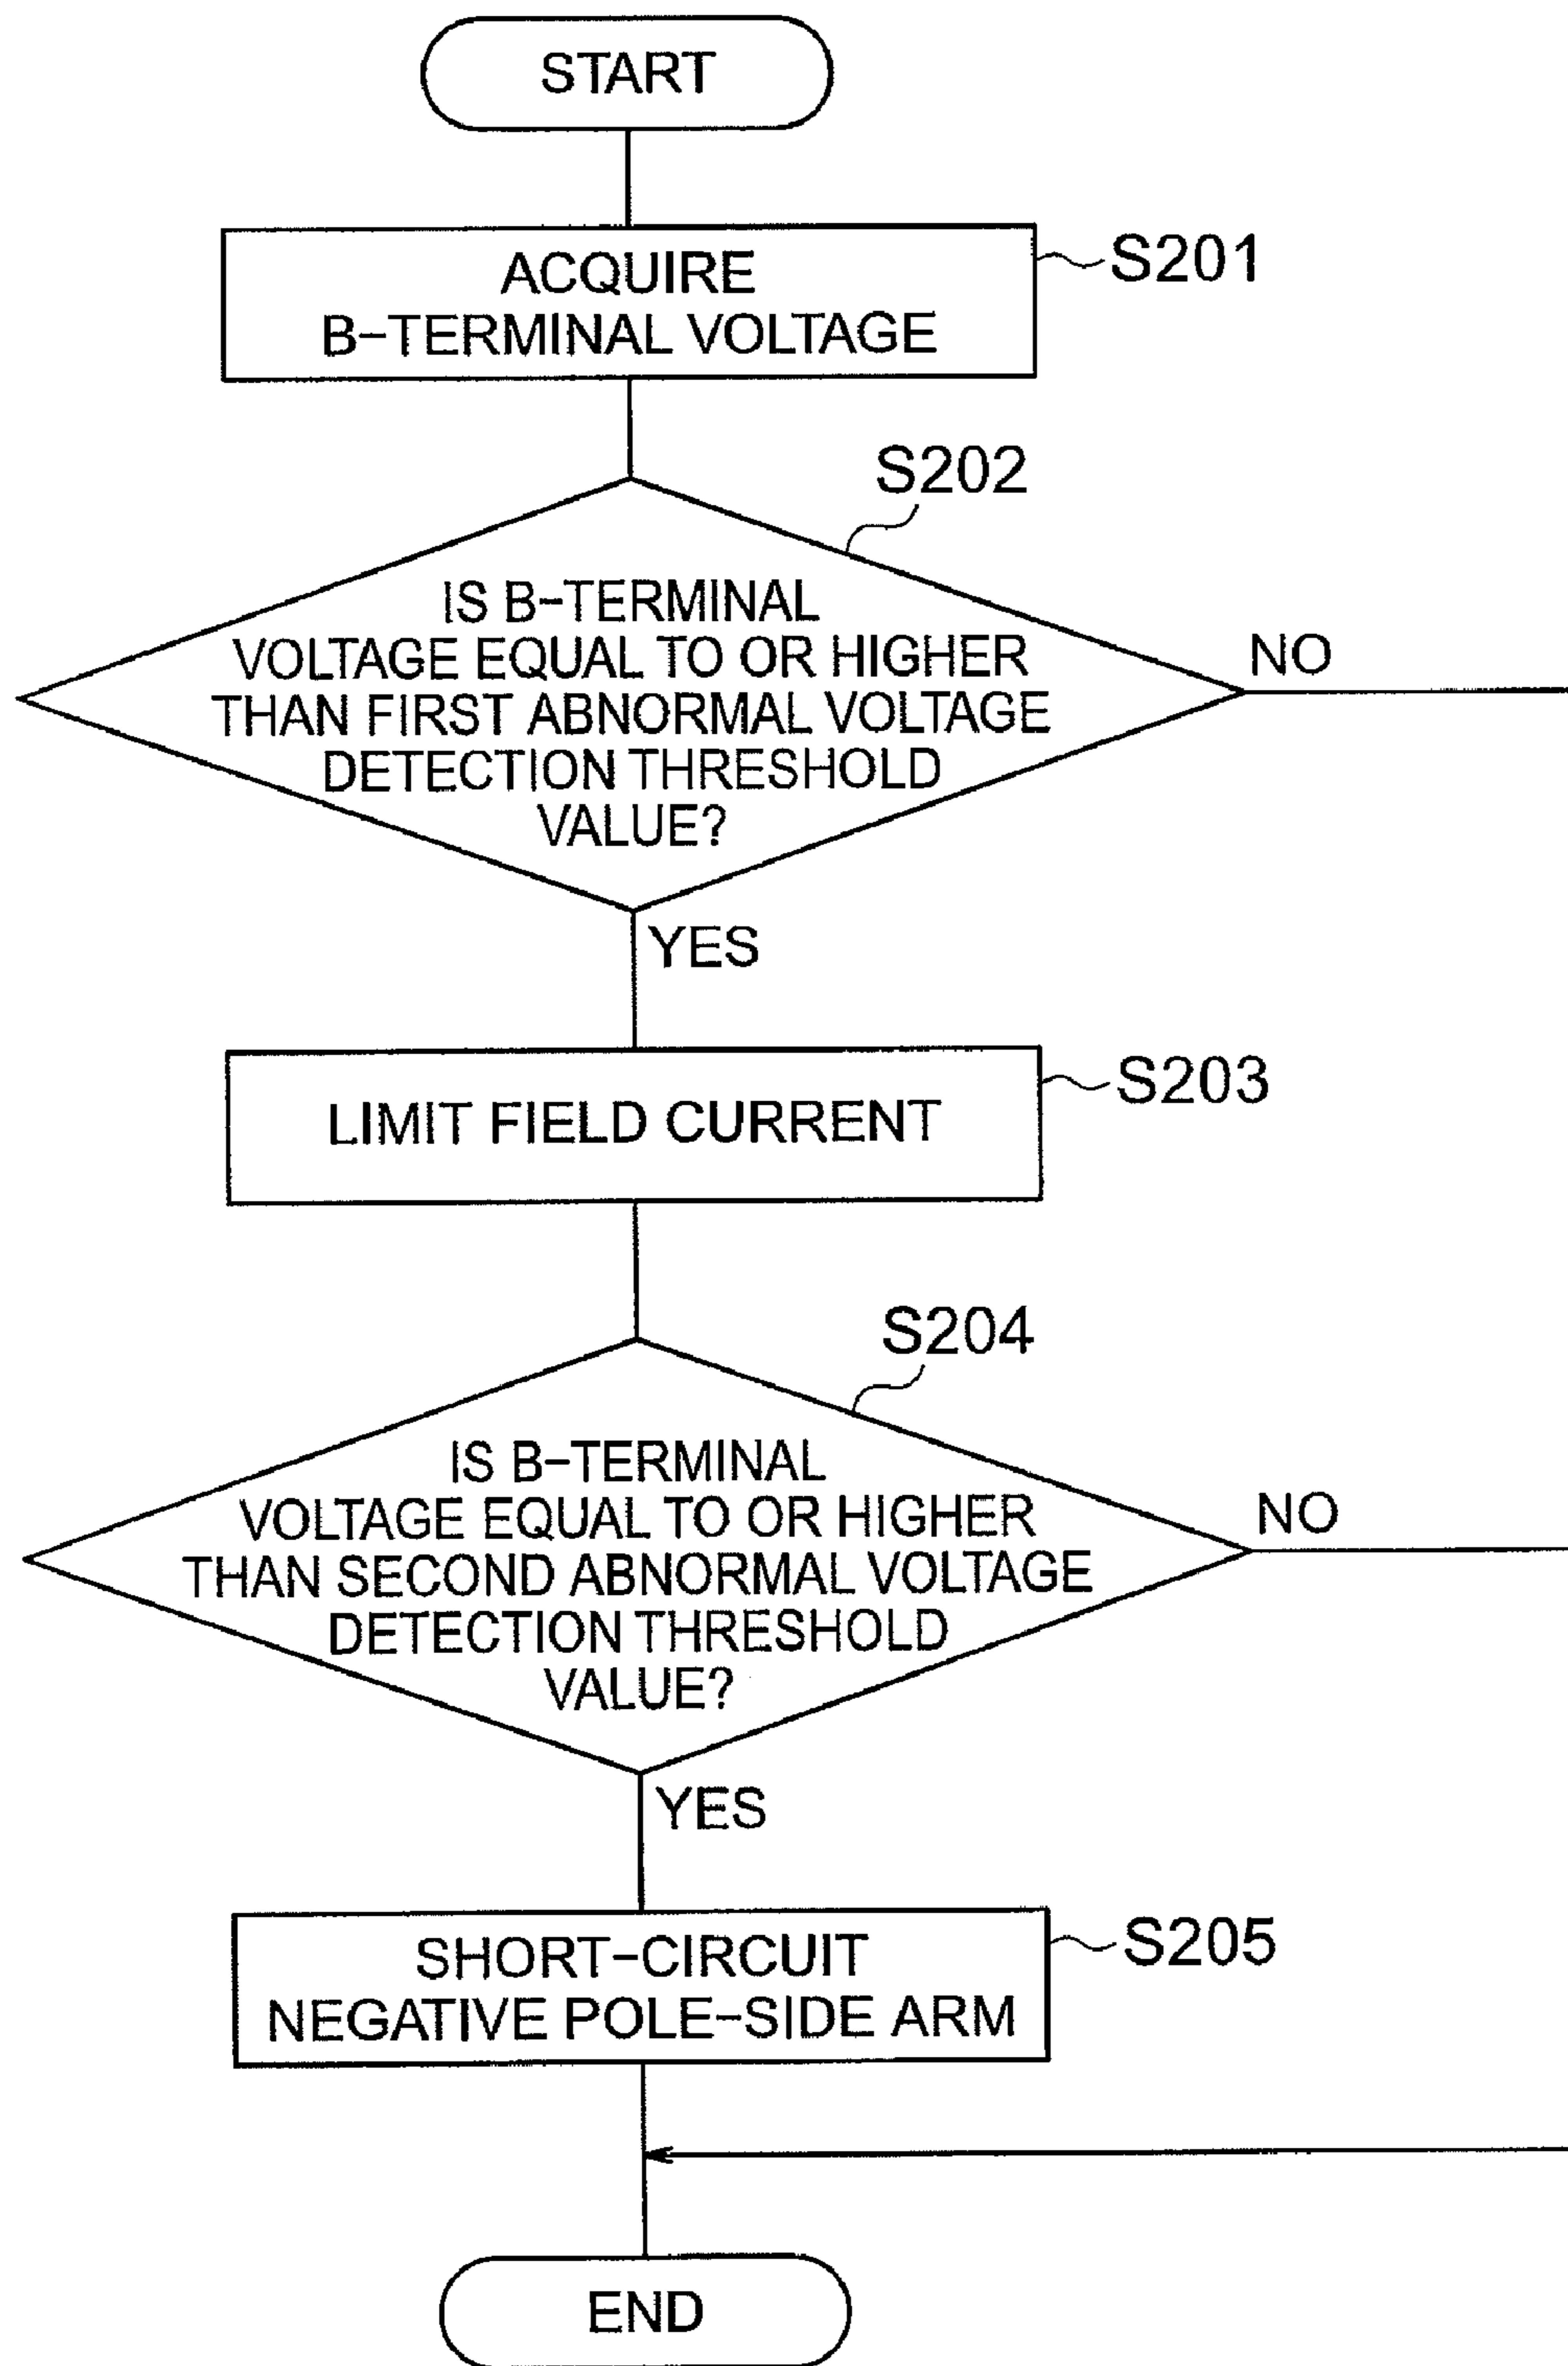 START
ACQUIRE
B-TERMINAL VOLTAGE
S201
S202
IS B-TERMINAL
VOLTAGE EQUAL TO OR HIGHER
THAN FIRST ABNORMAL VOLTAGE
DETECTION THRESHOLD
VALUE?
NO
YES
LIMIT FIELD CURRENT
S203
S204
IS B-TERMINAL
VOLTAGE EQUAL TO OR HIGHER
THAN SECOND ABNORMAL VOLTAGE
DETECTION THRESHOLD
VALUE?
NO
YES
SHORT-CIRCUIT
NEGATIVE POLE-SIDE ARM
S205
END